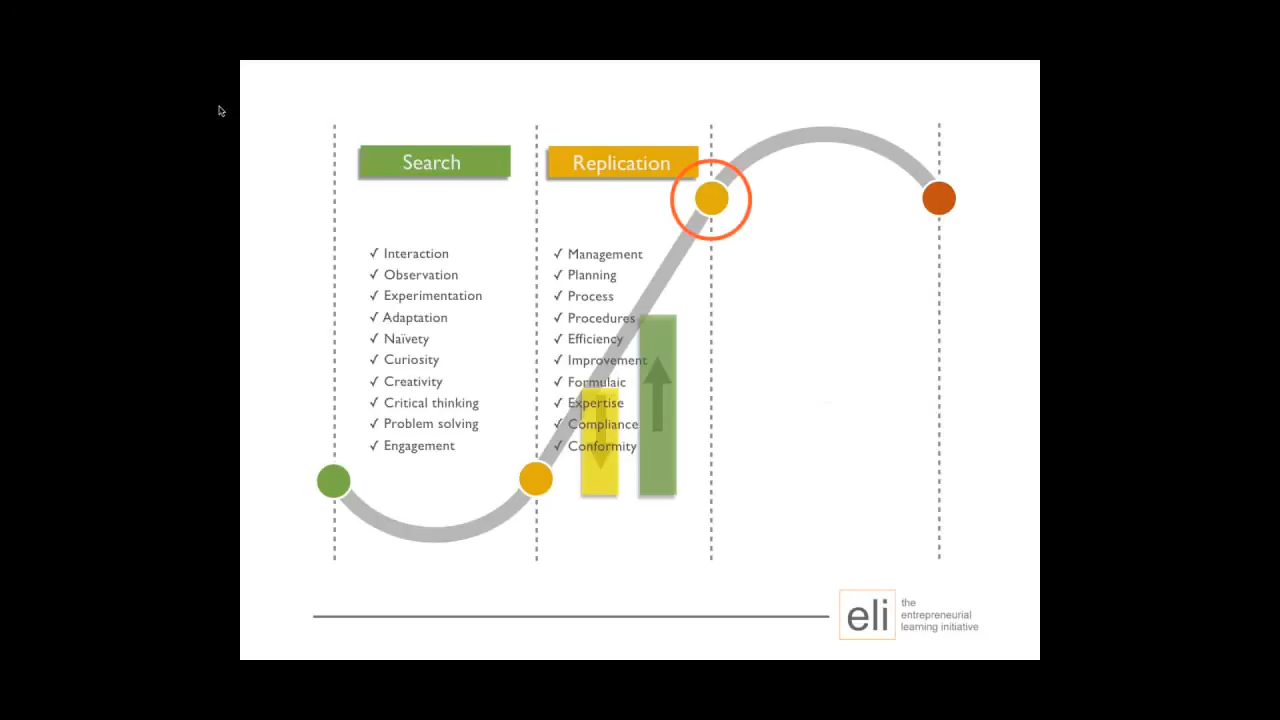 Search
✓ Interaction
✓ Observation
✓ Experimentation
✓ Adaptation
✓ Naïvety
✓ Curiosity
✓ Creativity
✓ Critical thinking
✓ Problem solving
✓ Engagement
Replication
✓ Management
✓ Planning
✓ Process
✓ Procedures
✓ Efficiency
✓ Improvement
✓ Formulaic
✓ Expertise
✓ Compliance
✓ Conformity
eli
the
entrepreneurial
learning initiative